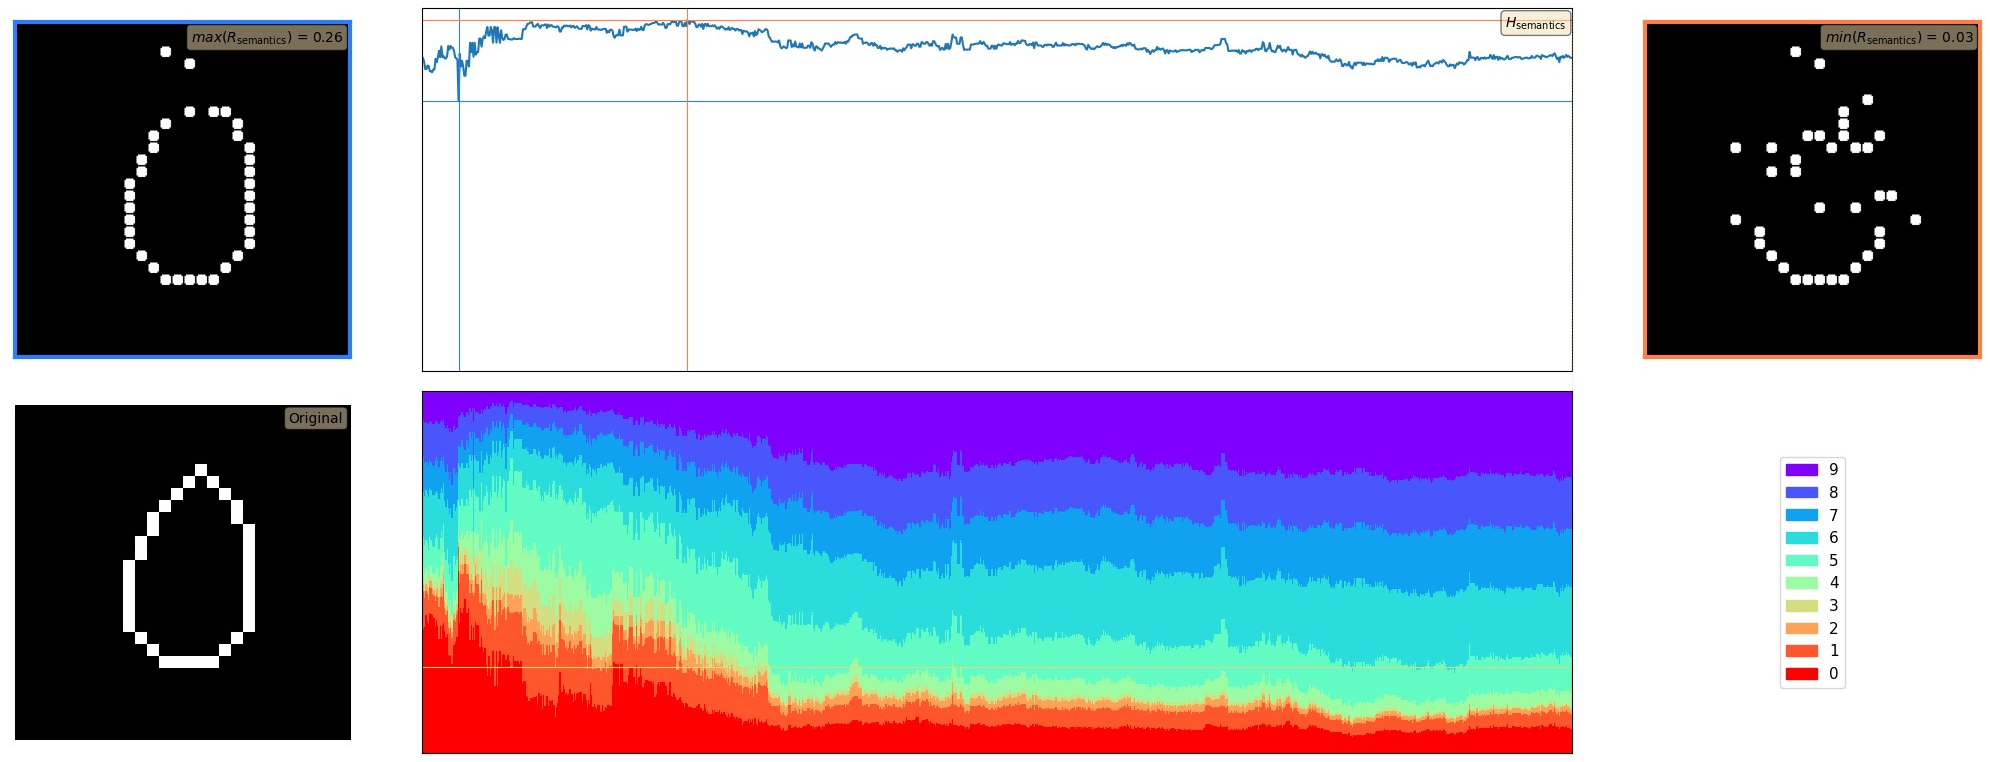 max(R_semantics) = 0.26
H_semantics
min(R_semantics) = 0.03
Original
9
8
7
6
5
4
3
2
1
0